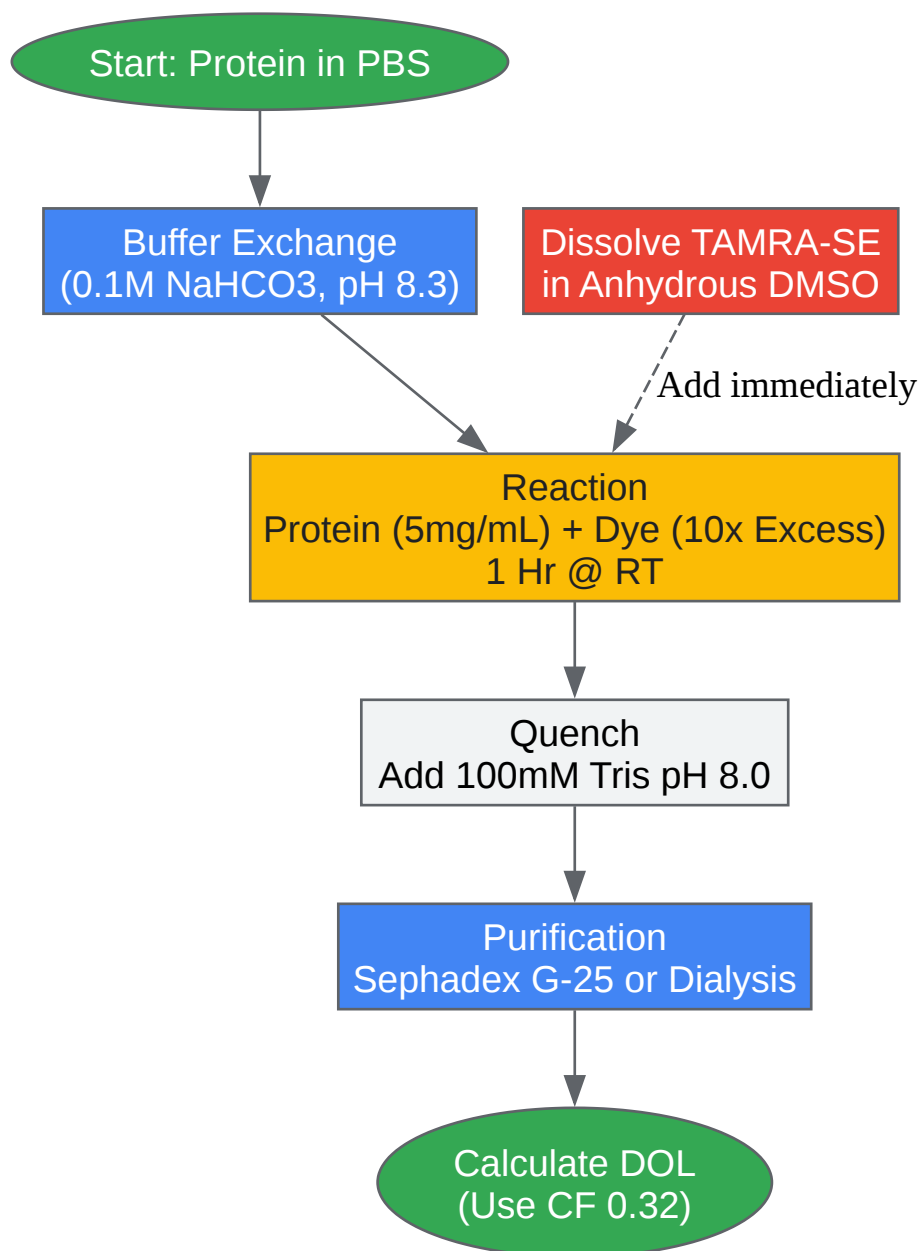 Start: Protein in PBS
Buffer Exchange
(0.1M NaHCO3, pH 8.3)
Dissolve TAMRA-SE
in Anhydrous DMSO
Add immediately
Reaction
Protein (5mg/mL) + Dye (10x Excess)
1 Hr @ RT
Quench
Add 100mM Tris pH 8.0
Purification
Sephadex G-25 or Dialysis
Calculate DOL
(Use CF 0.32)